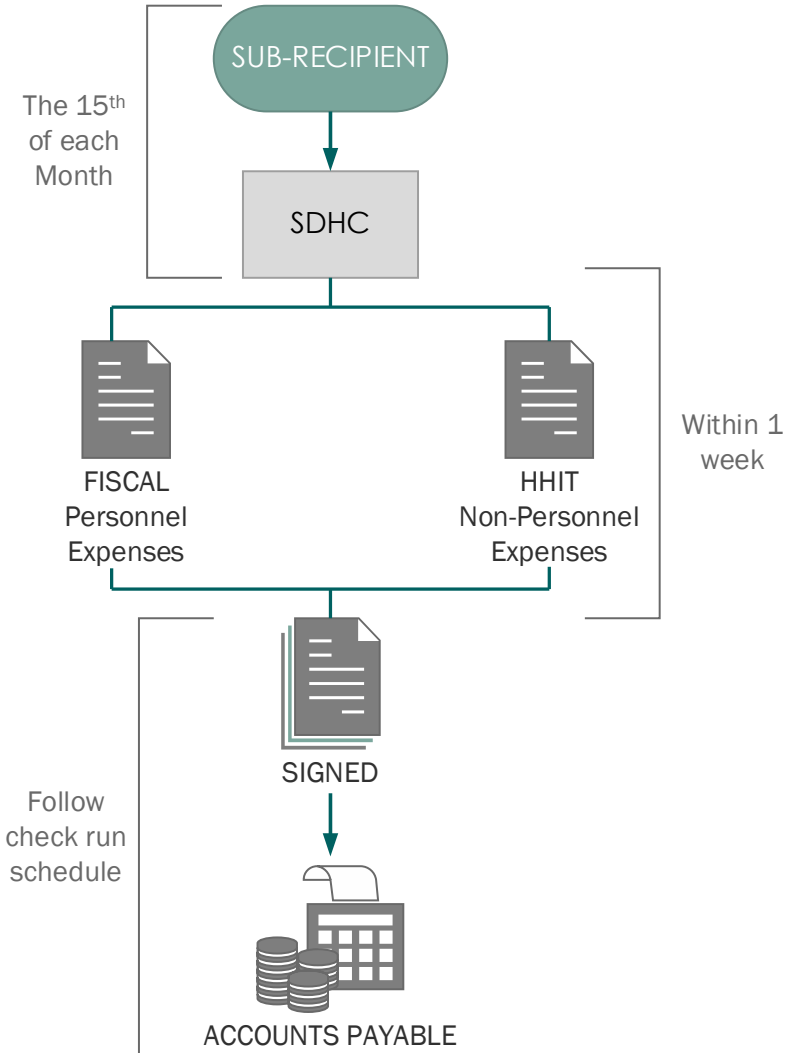 SUB-RECIPIENT
The 15th
of each
Month
SDHC
FISCAL
Personnel
Expenses
HHIT
Non-Personnel
Expenses
Within 1
week
SIGNED
Follow
check run
schedule
ACCOUNTS PAYABLE